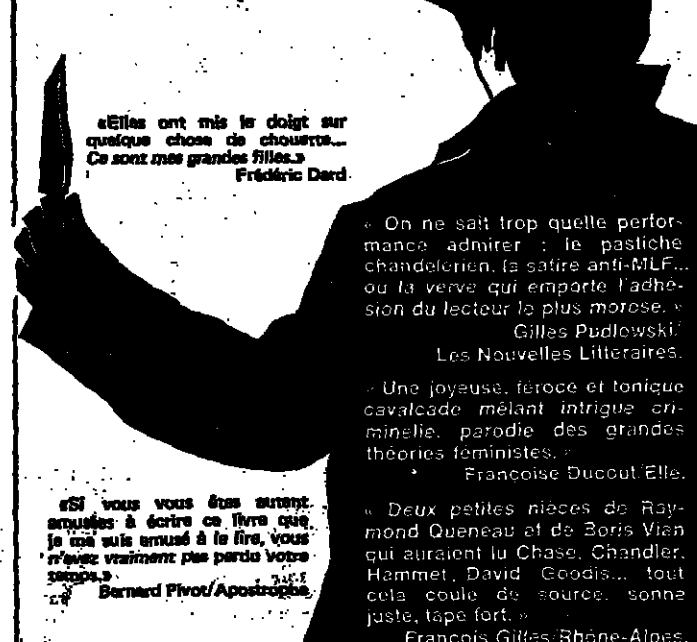 «Elles ont mis le doigt sur
quelque chose de chouette...
Ce sont mes grandes filles.»
Frédéric Dard
« On ne sait trop quelle perfor-
mance admirer : le pastiche
chandelérien, la satire anti-MLF...
ou la verve qui emporte l'adhé-
sion du lecteur le plus morose. »
Gilles Pudlowski/
Les Nouvelles Littéraires.
« Une joyeuse, féroce et tonique
cavalcade mêlant intrigue cri-
minelle, parodie des grandes
théories féministes. »
Françoise Ducout/Elle.
«Si vous vous êtes autant
amusées à écrire ce livre que
je me suis amusé à le lire, vous
n'avez vraiment pas perdu votre
temps.»
Bernard Pivot/Apostrophe
« Deux petites nièces de Ray-
mond Queneau et de Boris Vian
qui auraient lu Chase, Chandler,
Hammet, David Goodis... tout
cela coule de source, sonne
juste, tape fort. »
François Gilles/Rhône-Alpes